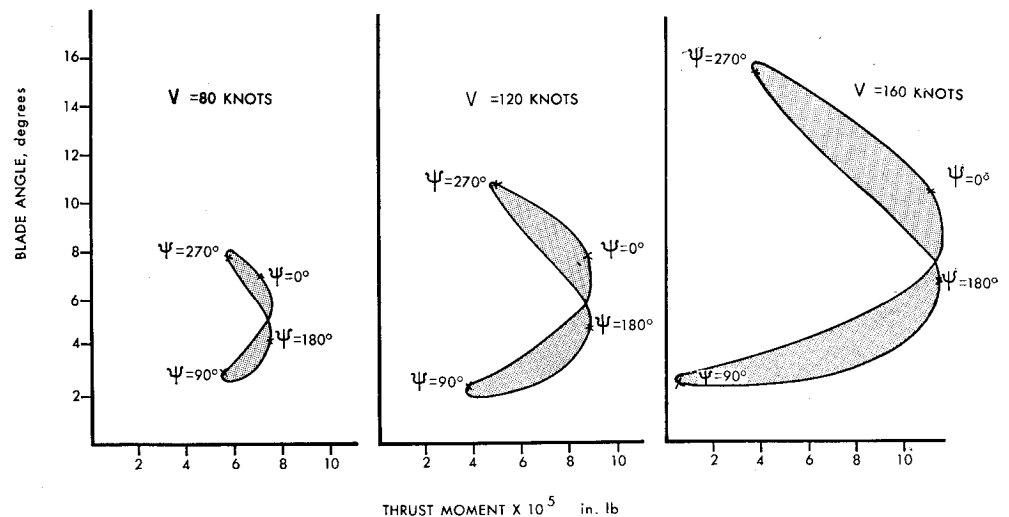 BLADE ANGLE, degrees
16
14
12
10
8
6
4
2
V =80 KNOTS
Ψ=270°
Ψ=0°
Ψ=180°
Ψ=90°
2 4 6 8 10
V =120 KNOTS
Ψ=270°
Ψ=0°
Ψ=180°
Ψ=90°
2 4 6 8 10
V =160 KNOTS
Ψ=270°
Ψ=0°
Ψ=180°
Ψ=90°
2 4 6 8 10
THRUST MOMENT X 10⁵ in. lb